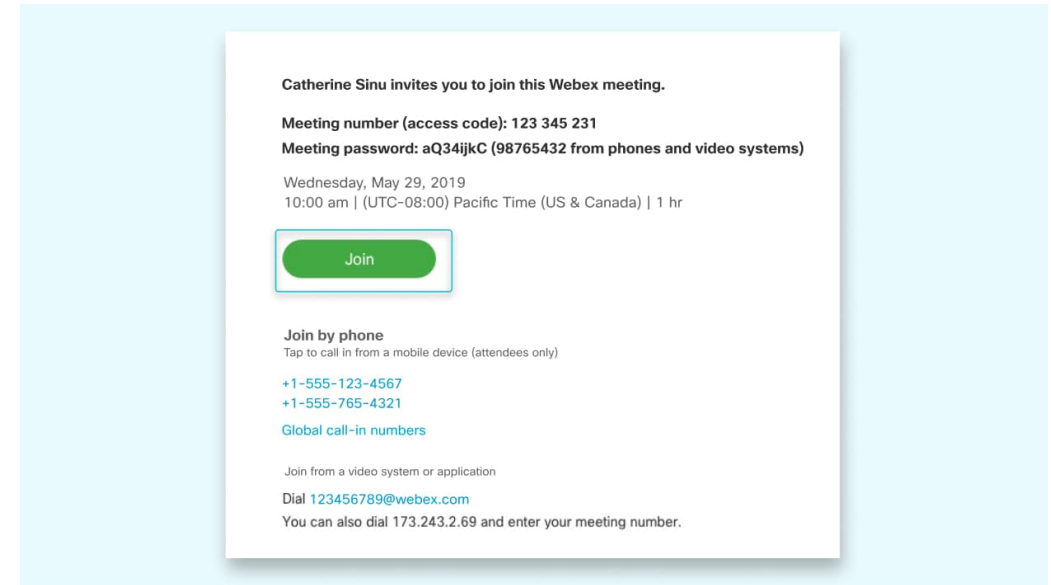 Catherine Sinu invites you to join this Webex meeting.
Meeting number (access code): 123 345 231
Meeting password: aQ34ijkC (98765432 from phones and video systems)
Wednesday, May 29, 2019
10:00 am | (UTC-08:00) Pacific Time (US & Canada) | 1 hr
Join
Join by phone
Tap to call in from a mobile device (attendees only)
+1-555-123-4567
+1-555-765-4321
Global call-in numbers
Join from a video system or application
Dial 123456789@webex.com
You can also dial 173.243.2.69 and enter your meeting number.